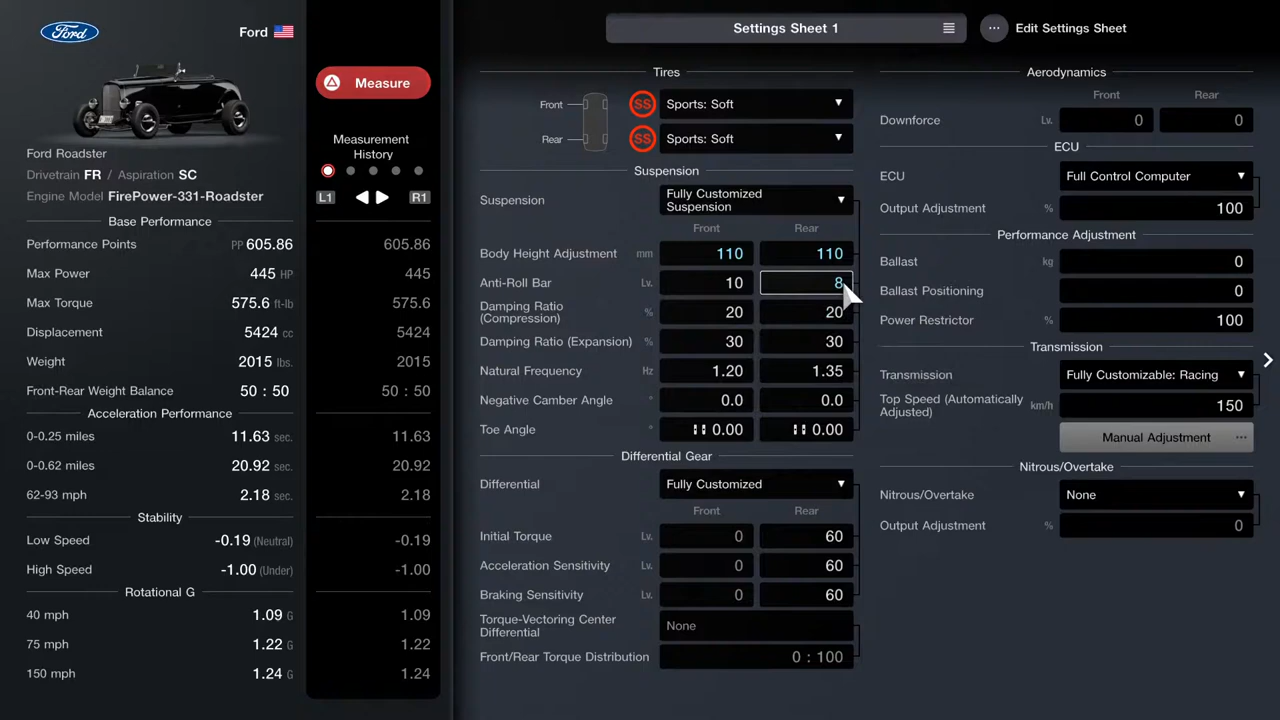 Ford
Ford
Ford Roadster
Drivetrain FR / Aspiration SC
Engine Model FirePower-331-Roadster
Base Performance
Performance Points PP 605.86
Max Power 445 HP
Max Torque 575.6 ft-lb
Displacement 5424 cc
Weight 2015 lbs.
Front-Rear Weight Balance 50 : 50
Acceleration Performance
0-0.25 miles 11.63 sec.
0-0.62 miles 20.92 sec.
62-93 mph 2.18 sec.
Stability
Low Speed -0.19 (Neutral)
High Speed -1.00 (Under)
Rotational G
40 mph 1.09 G
75 mph 1.22 G
150 mph 1.24 G
Measure
Measurement
History
L1 R1
605.86
445
575.6
5424
2015
50 : 50
11.63
20.92
2.18
-0.19
-1.00
1.09
1.22
1.24
Settings Sheet 1
Edit Settings Sheet
Tires
Front SS Sports: Soft
Rear SS Sports: Soft
Suspension
Suspension Fully Customized
Suspension
Front Rear
Body Height Adjustment mm 110 110
Anti-Roll Bar Lv. 10 8
Damping Ratio
(Compression) % 20 20
Damping Ratio (Expansion) % 30 30
Natural Frequency Hz 1.20 1.35
Negative Camber Angle ° 0.0 0.0
Toe Angle ° 0.00 0.00
Differential Gear
Differential Fully Customized
Front Rear
Initial Torque Lv. 0 60
Acceleration Sensitivity Lv. 0 60
Braking Sensitivity Lv. 0 60
Torque-Vectoring Center
Differential None
Front/Rear Torque Distribution 0 : 100
Aerodynamics
Front Rear
Downforce Lv. 0 0
ECU
ECU Full Control Computer
Output Adjustment % 100
Performance Adjustment
Ballast kg 0
Ballast Positioning 0
Power Restrictor % 100
Transmission
Transmission Fully Customizable: Racing
Top Speed (Automatically
Adjusted) km/h 150
Manual Adjustment
Nitrous/Overtake
Nitrous/Overtake None
Output Adjustment % 0